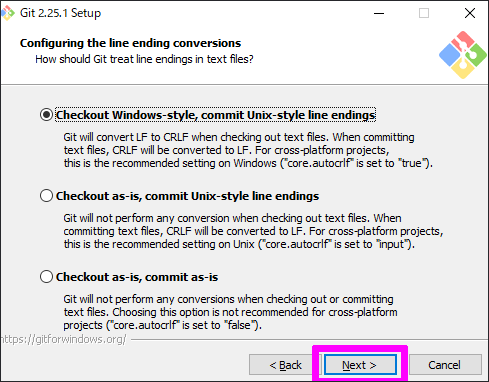 Git 2.25.1 Setup
Configuring the line ending conversions
How should Git treat line endings in text files?
Checkout Windows-style, commit Unix-style line endings
Git will convert LF to CRLF when checking out text files. When committing
text files, CRLF will be converted to LF. For cross-platform projects,
this is the recommended setting on Windows ("core.autocrlf" is set to "true").
Checkout as-is, commit Unix-style line endings
Git will not perform any conversion when checking out text files. When
committing text files, CRLF will be converted to LF. For cross-platform projects,
this is the recommended setting on Unix ("core.autocrlf" is set to "input").
Checkout as-is, commit as-is
Git will not perform any conversions when checking out or committing
text files. Choosing this option is not recommended for cross-platform
projects ("core.autocrlf" is set to "false").
https://gitforwindows.org/
< Back
Next >
Cancel